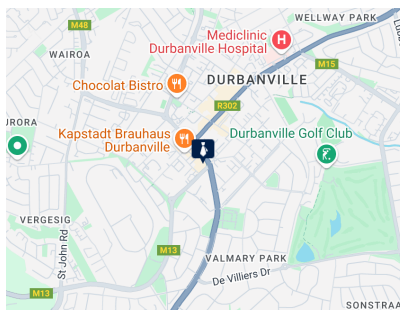 WELLWAY PARK
M48
Mediclinic
Durbanville Hospital
H
WAIROA
M15
DURBANVILLE
Chocolat Bistro
R302
Kapstadt Brauhaus
Durbanville
Durbanville Golf Club
URORA
VERGESIG
St John Rd
M13
VALMARY PARK
De Villiers Dr
M13
SONSTRAA